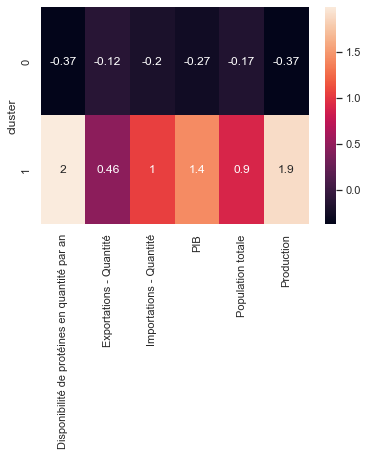 cluster
0
-0.37 -0.12 -0.2 -0.27 -0.17 -0.37
1
2 0.46 1 1.4 0.9 1.9
Disponibilité de protéines en quantité par an
Exportations - Quantité
Importations - Quantité
PIB
Population totale
Production
1.5
1.0
0.5
0.0